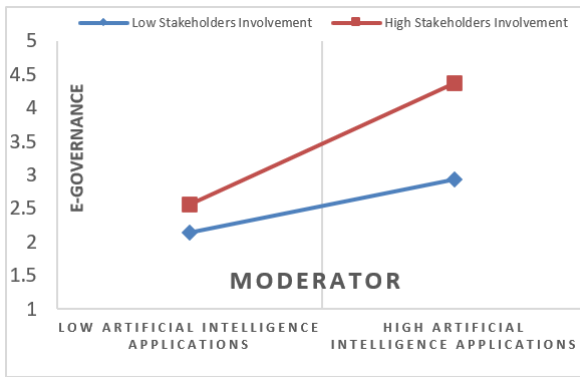 Low Stakeholders Involvement
High Stakeholders Involvement
5
4.5
4
3.5
3
2.5
2
1.5
1
E-GOVERNANCE
MODERATOR
LOW ARTIFICIAL INTELLIGENCE
APPLICATIONS
HIGH ARTIFICIAL
INTELLIGENCE APPLICATIONS